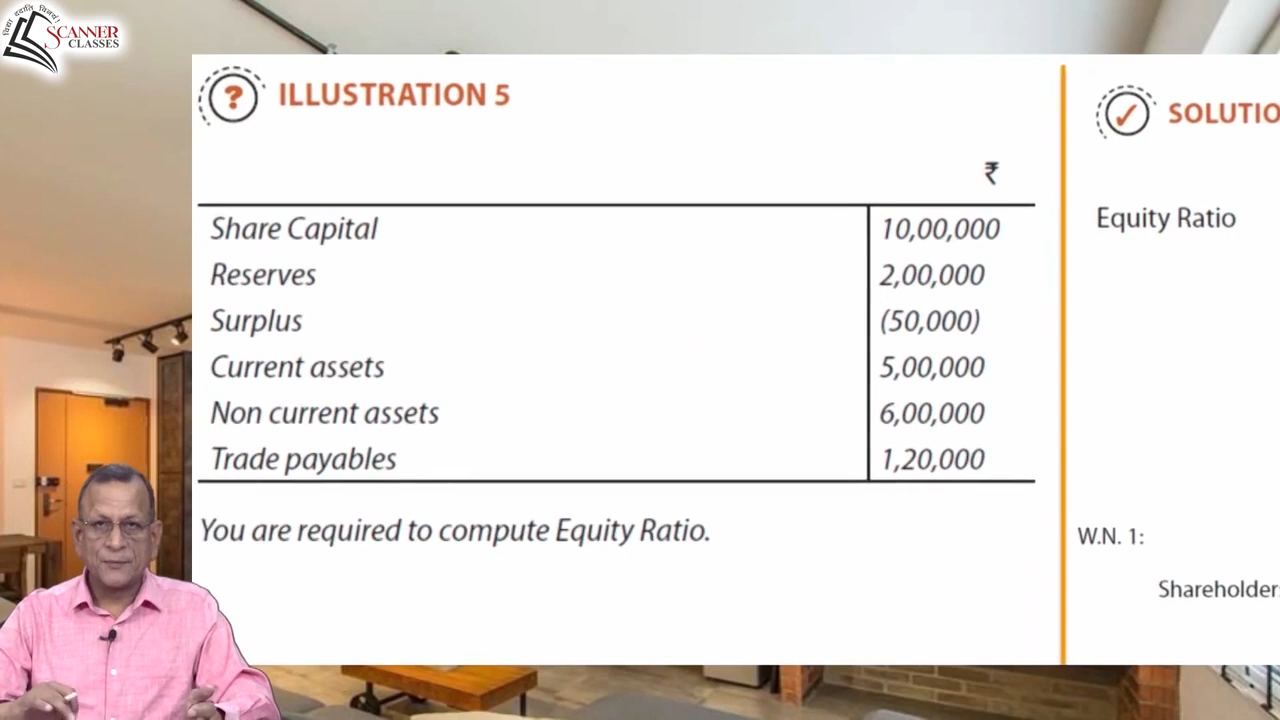 विद्या ददाति विनयं।
SCANNER
CLASSES
?
ILLUSTRATION 5
₹
Share Capital 10,00,000
Reserves 2,00,000
Surplus (50,000)
Current assets 5,00,000
Non current assets 6,00,000
Trade payables 1,20,000
You are required to compute Equity Ratio.
SOLUTIO
Equity Ratio
W.N. 1:
Shareholder